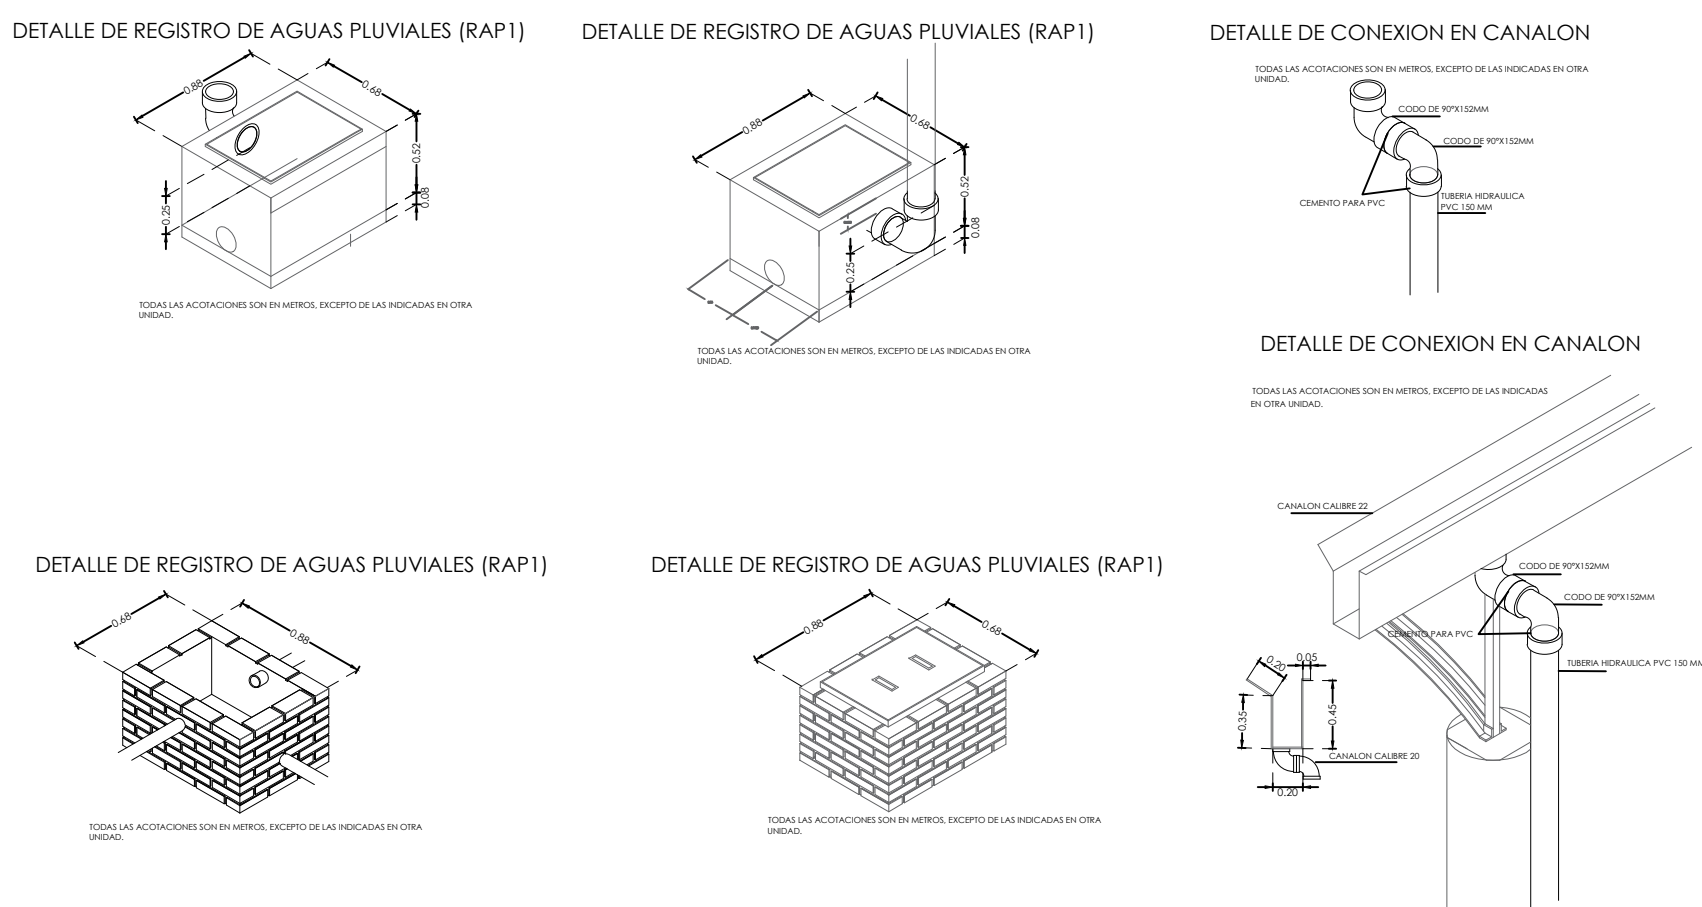 DETALLE DE REGISTRO DE AGUAS PLUVIALES (RAP1)
0.88
0.68
0.52
0.08
0.25
TODAS LAS ACOTACIONES SON EN METROS, EXCEPTO DE LAS INDICADAS EN OTRA
UNIDAD.
DETALLE DE REGISTRO DE AGUAS PLUVIALES (RAP1)
0.88
0.68
0.52
0.08
0.25
TODAS LAS ACOTACIONES SON EN METROS, EXCEPTO DE LAS INDICADAS EN OTRA
UNIDAD.
DETALLE DE CONEXION EN CANALON
TODAS LAS ACOTACIONES SON EN METROS, EXCEPTO DE LAS INDICADAS EN OTRA
UNIDAD.
CODO DE 90°X152MM
CODO DE 90°X152MM
CEMENTO PARA PVC
TUBERIA HIDRAULICA
PVC 150 MM
DETALLE DE CONEXION EN CANALON
TODAS LAS ACOTACIONES SON EN METROS, EXCEPTO DE LAS INDICADAS
EN OTRA UNIDAD.
CANALON CALIBRE 22
CODO DE 90°X152MM
CODO DE 90°X152MM
CEMENTO PARA PVC
TUBERIA HIDRAULICA PVC 150 MM
0.20
0.05
0.35
0.45
CANALON CALIBRE 20
0.20
DETALLE DE REGISTRO DE AGUAS PLUVIALES (RAP1)
0.68
0.88
TODAS LAS ACOTACIONES SON EN METROS, EXCEPTO DE LAS INDICADAS EN OTRA
UNIDAD.
DETALLE DE REGISTRO DE AGUAS PLUVIALES (RAP1)
0.88
0.68
TODAS LAS ACOTACIONES SON EN METROS, EXCEPTO DE LAS INDICADAS EN OTRA
UNIDAD.